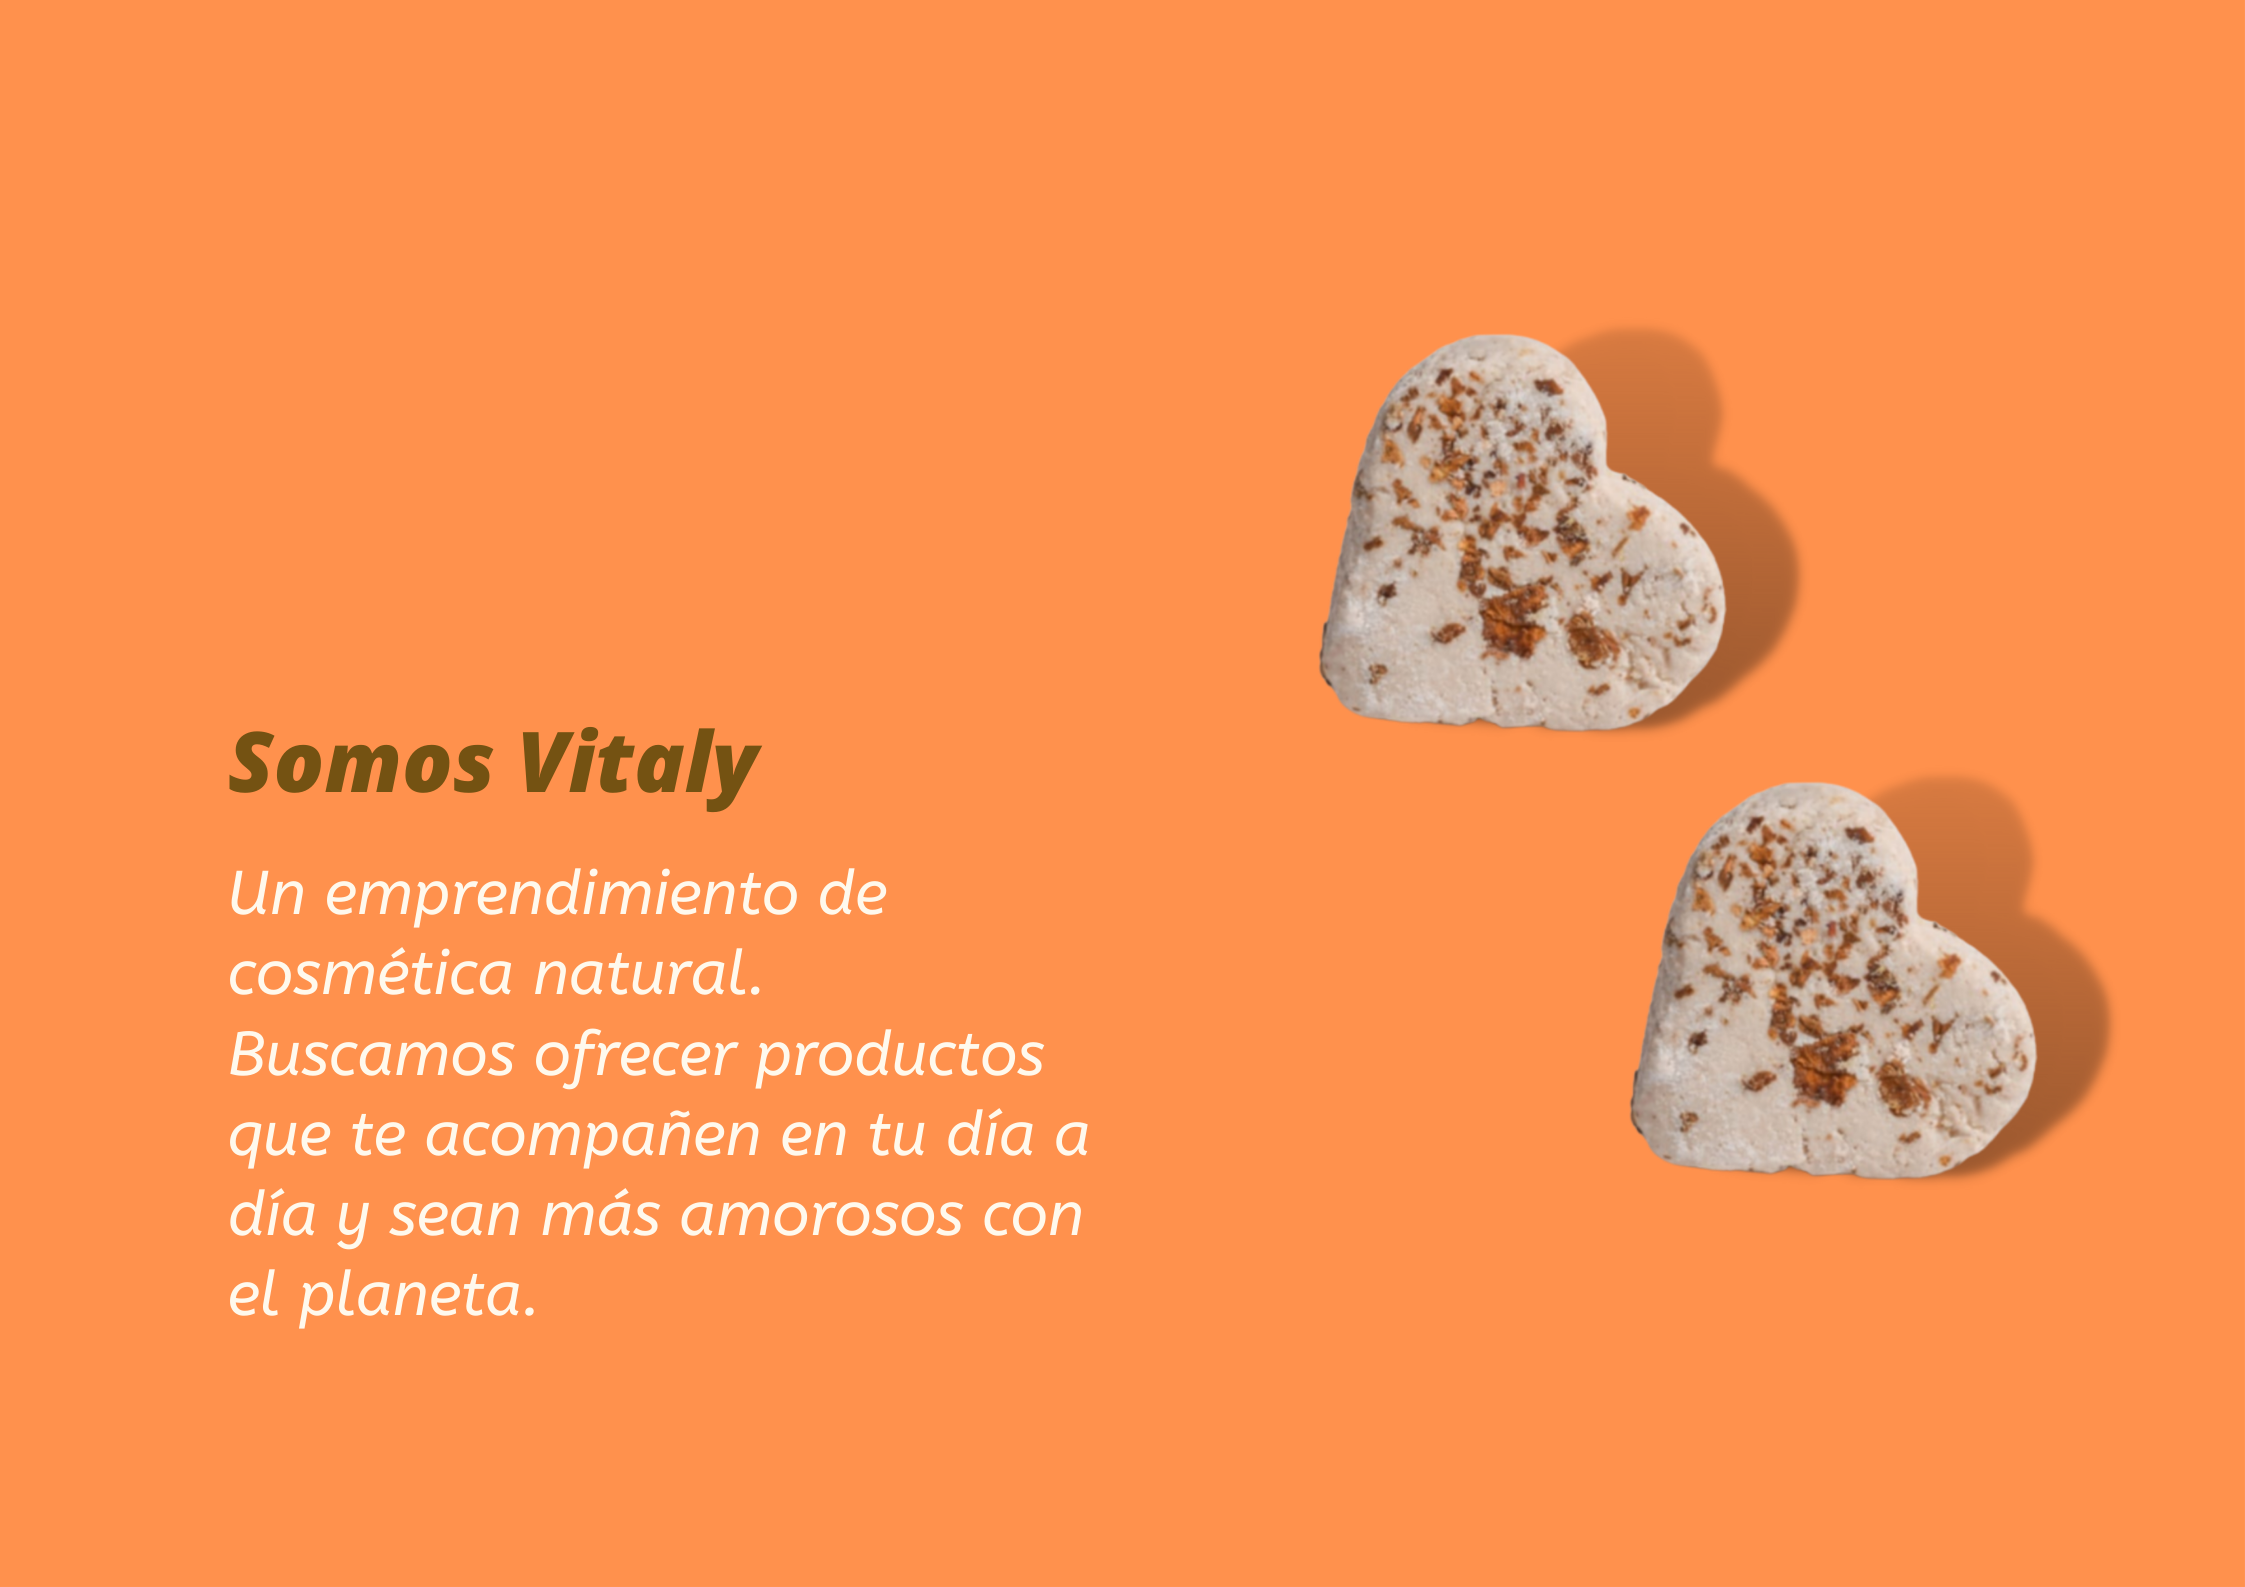 Somos Vitaly
Un emprendimiento de
cosmética natural.
Buscamos ofrecer productos
que te acompañen en tu día a
día y sean más amorosos con
el planeta.